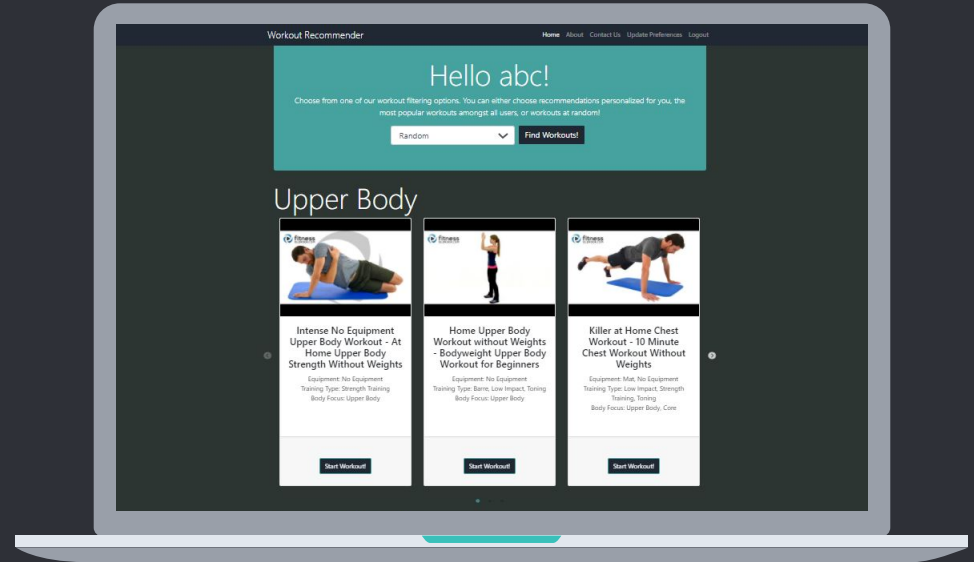 Workout Recommender
Home About Contact Us Update Preferences Logout
Hello abc!
Choose from one of our workout filtering options. You can either choose recommendations personalized for you, the
most popular workouts amongst all users, or workouts at random!
Random
Find Workouts!
Upper Body
fitness
Intense No Equipment
Upper Body Workout - At
Home Upper Body
Strength Without Weights
Equipment: No Equipment
Training Type: Strength Training
Body Focus: Upper Body
Start Workout!
fitness
Home Upper Body
Workout without Weights
- Bodyweight Upper Body
Workout for Beginners
Equipment: No Equipment
Training Type: Barre, Low Impact, Toning
Body Focus: Upper Body
Start Workout!
fitness
Killer at Home Chest
Workout - 10 Minute
Chest Workout Without
Weights
Equipment: Mat, No Equipment
Training Type: Low Impact, Strength
Training, Toning
Body Focus: Upper Body, Core
Start Workout!